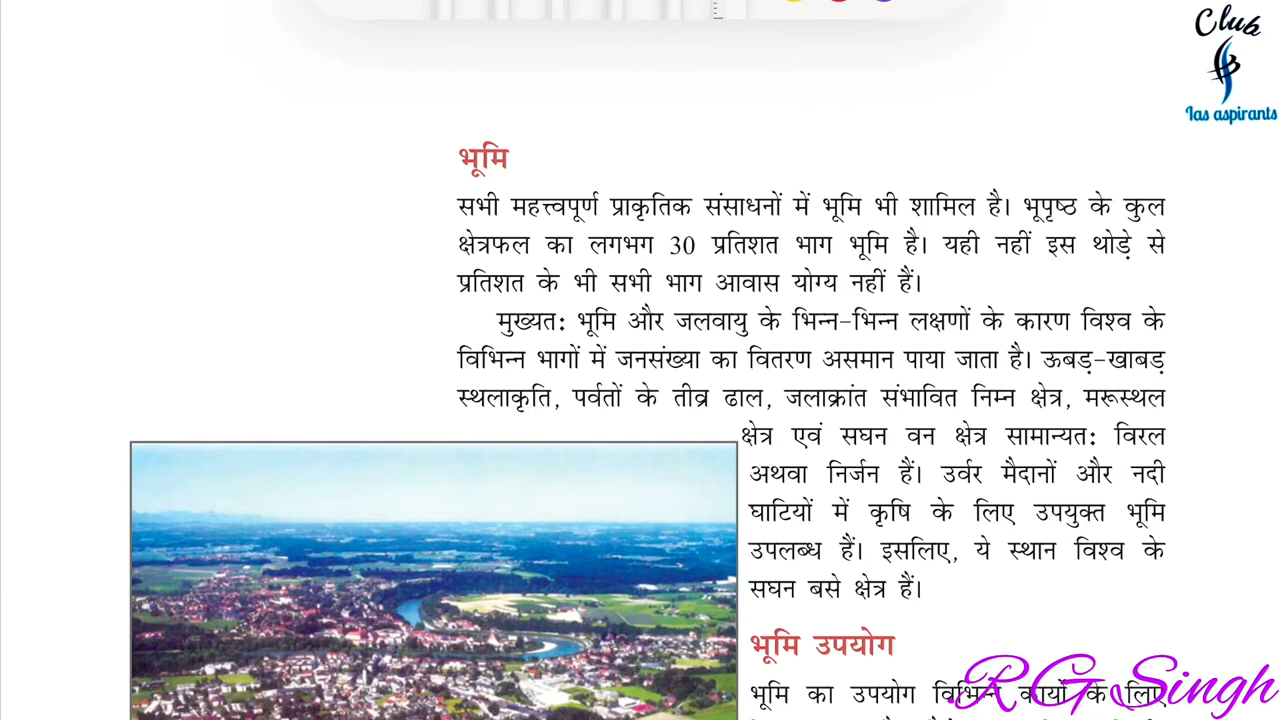 Club
Ias aspirants
भूमि
सभी महत्त्वपूर्ण प्राकृतिक संसाधनों में भूमि भी शामिल है। भूपृष्ठ के कुल
क्षेत्रफल का लगभग 30 प्रतिशत भाग भूमि है। यही नहीं इस थोड़े से
प्रतिशत के भी सभी भाग आवास योग्य नहीं हैं।
मुख्यतः भूमि और जलवायु के भिन्न-भिन्न लक्षणों के कारण विश्व के
विभिन्न भागों में जनसंख्या का वितरण असमान पाया जाता है। ऊबड़-खाबड़
स्थलाकृति, पर्वतों के तीव्र ढाल, जलाक्रांत संभावित निम्न क्षेत्र, मरूस्थल
क्षेत्र एवं सघन वन क्षेत्र सामान्यतः विरल
अथवा निर्जन हैं। उर्वर मैदानों और नदी
घाटियों में कृषि के लिए उपयुक्त भूमि
उपलब्ध हैं। इसलिए, ये स्थान विश्व के
सघन बसे क्षेत्र हैं।
भूमि उपयोग
भूमि का उपयोग विभिन्न कार्यों के लिए
RG Singh